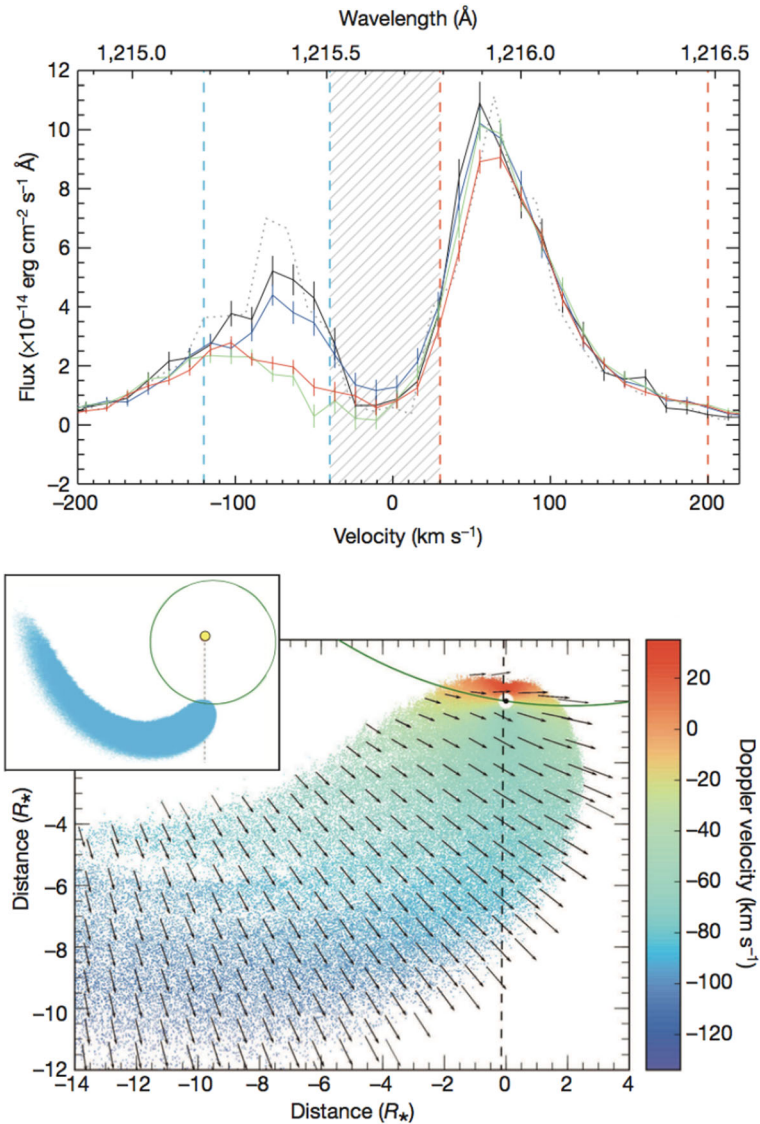 Wavelength (Å)
1,215.0 1,215.5 1,216.0 1,216.5
12
10
8
6
4
2
0
−2
Flux (×10⁻¹⁴ erg cm⁻² s⁻¹ Å)
−200 −100 0 100 200
Velocity (km s⁻¹)
−4
−6
−8
−10
−12
Distance (R⁎)
−14 −12 −10 −8 −6 −4 −2 0 2 4
Distance (R⁎)
20
0
−20
−40
−60
−80
−100
−120
Doppler velocity (km s⁻¹)